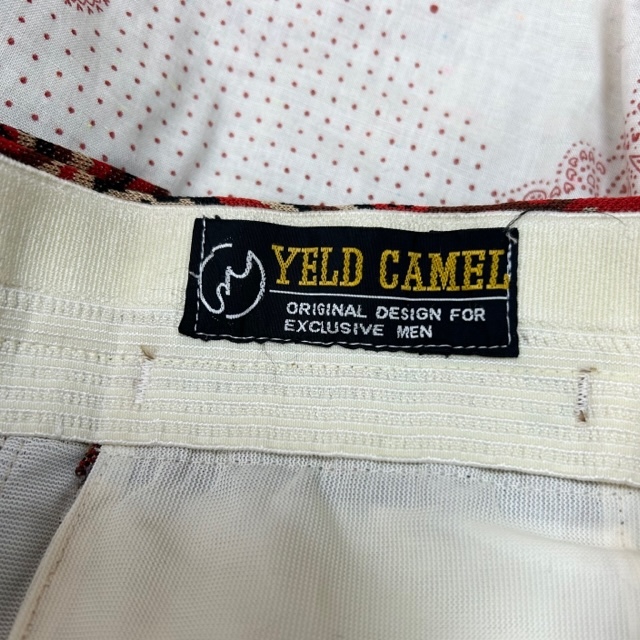 YELD CAMEL
ORIGINAL DESIGN FOR
EXCLUSIVE MEN